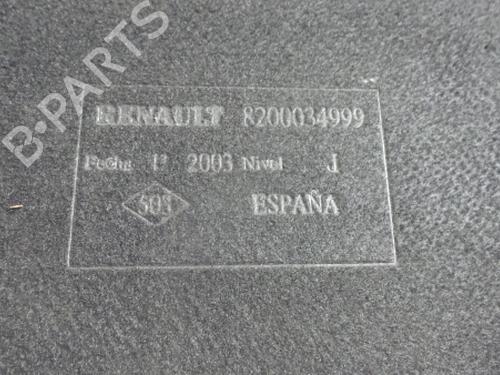 B-PARTS
RENAULT 8200034999
Fecha 2003 Nivel J
503
ESPAÑA